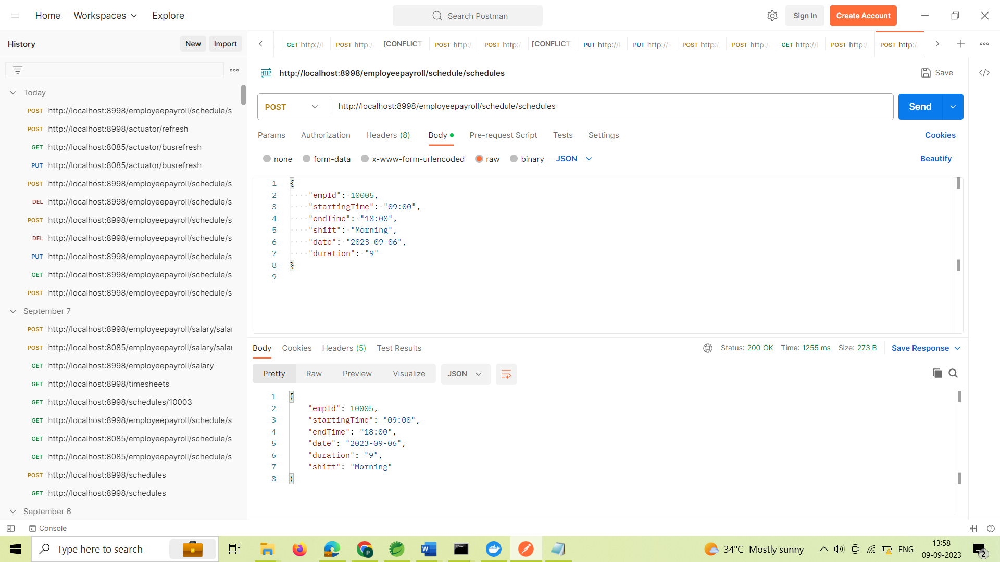 Home
Workspaces
Explore
Search Postman
Sign In
Create Account
History
New
Import
GET http://l
POST http:/
[CONFLICT
POST http:/
POST http:/
[CONFLICT
PUT http://l
PUT http://l
POST http:/
POST http:/
GET http://l
POST http:/
POST http:/
HTTP
http://localhost:8998/employeepayroll/schedule/schedules
Save
</>
Today
POST http://localhost:8998/employeepayroll/schedule/s
POST http://localhost:8998/actuator/refresh
GET http://localhost:8085/actuator/busrefresh
PUT http://localhost:8085/actuator/busrefresh
POST http://localhost:8998/employeepayroll/schedule/s
DEL http://localhost:8998/employeepayroll/schedule/s
POST http://localhost:8998/employeepayroll/schedule/s
DEL http://localhost:8998/employeepayroll/schedule/s
PUT http://localhost:8998/employeepayroll/schedule/s
GET http://localhost:8998/employeepayroll/schedule/s
POST http://localhost:8998/employeepayroll/schedule/s
September 7
POST http://localhost:8998/employeepayroll/salary/sala
POST http://localhost:8085/employeepayroll/salary/sala
GET http://localhost:8998/employeepayroll/salary
GET http://localhost:8998/timesheets
GET http://localhost:8998/schedules/10003
GET http://localhost:8998/employeepayroll/schedule/s
GET http://localhost:8085/employeepayroll/schedule/s
GET http://localhost:8085/employeepayroll/schedule/s
POST http://localhost:8998/schedules
GET http://localhost:8998/schedules
September 6
POST
http://localhost:8998/employeepayroll/schedule/schedules
Send
Params
Authorization
Headers (8)
Body
Pre-request Script
Tests
Settings
Cookies
none
form-data
x-www-form-urlencoded
raw
binary
JSON
Beautify
1 {
2 "empId": 10005,
3 "startingTime": "09:00",
4 "endTime": "18:00",
5 "shift": "Morning",
6 "date": "2023-09-06",
7 "duration": "9"
8 }
9
Body
Cookies
Headers (5)
Test Results
Status: 200 OK
Time: 1255 ms
Size: 273 B
Save Response
Pretty
Raw
Preview
Visualize
JSON
1 {
2 "empId": 10005,
3 "startingTime": "09:00",
4 "endTime": "18:00",
5 "date": "2023-09-06",
6 "duration": "9",
7 "shift": "Morning"
8 }
Console
Type here to search
P
W
34°C Mostly sunny
ENG
13:58
09-09-2023
2